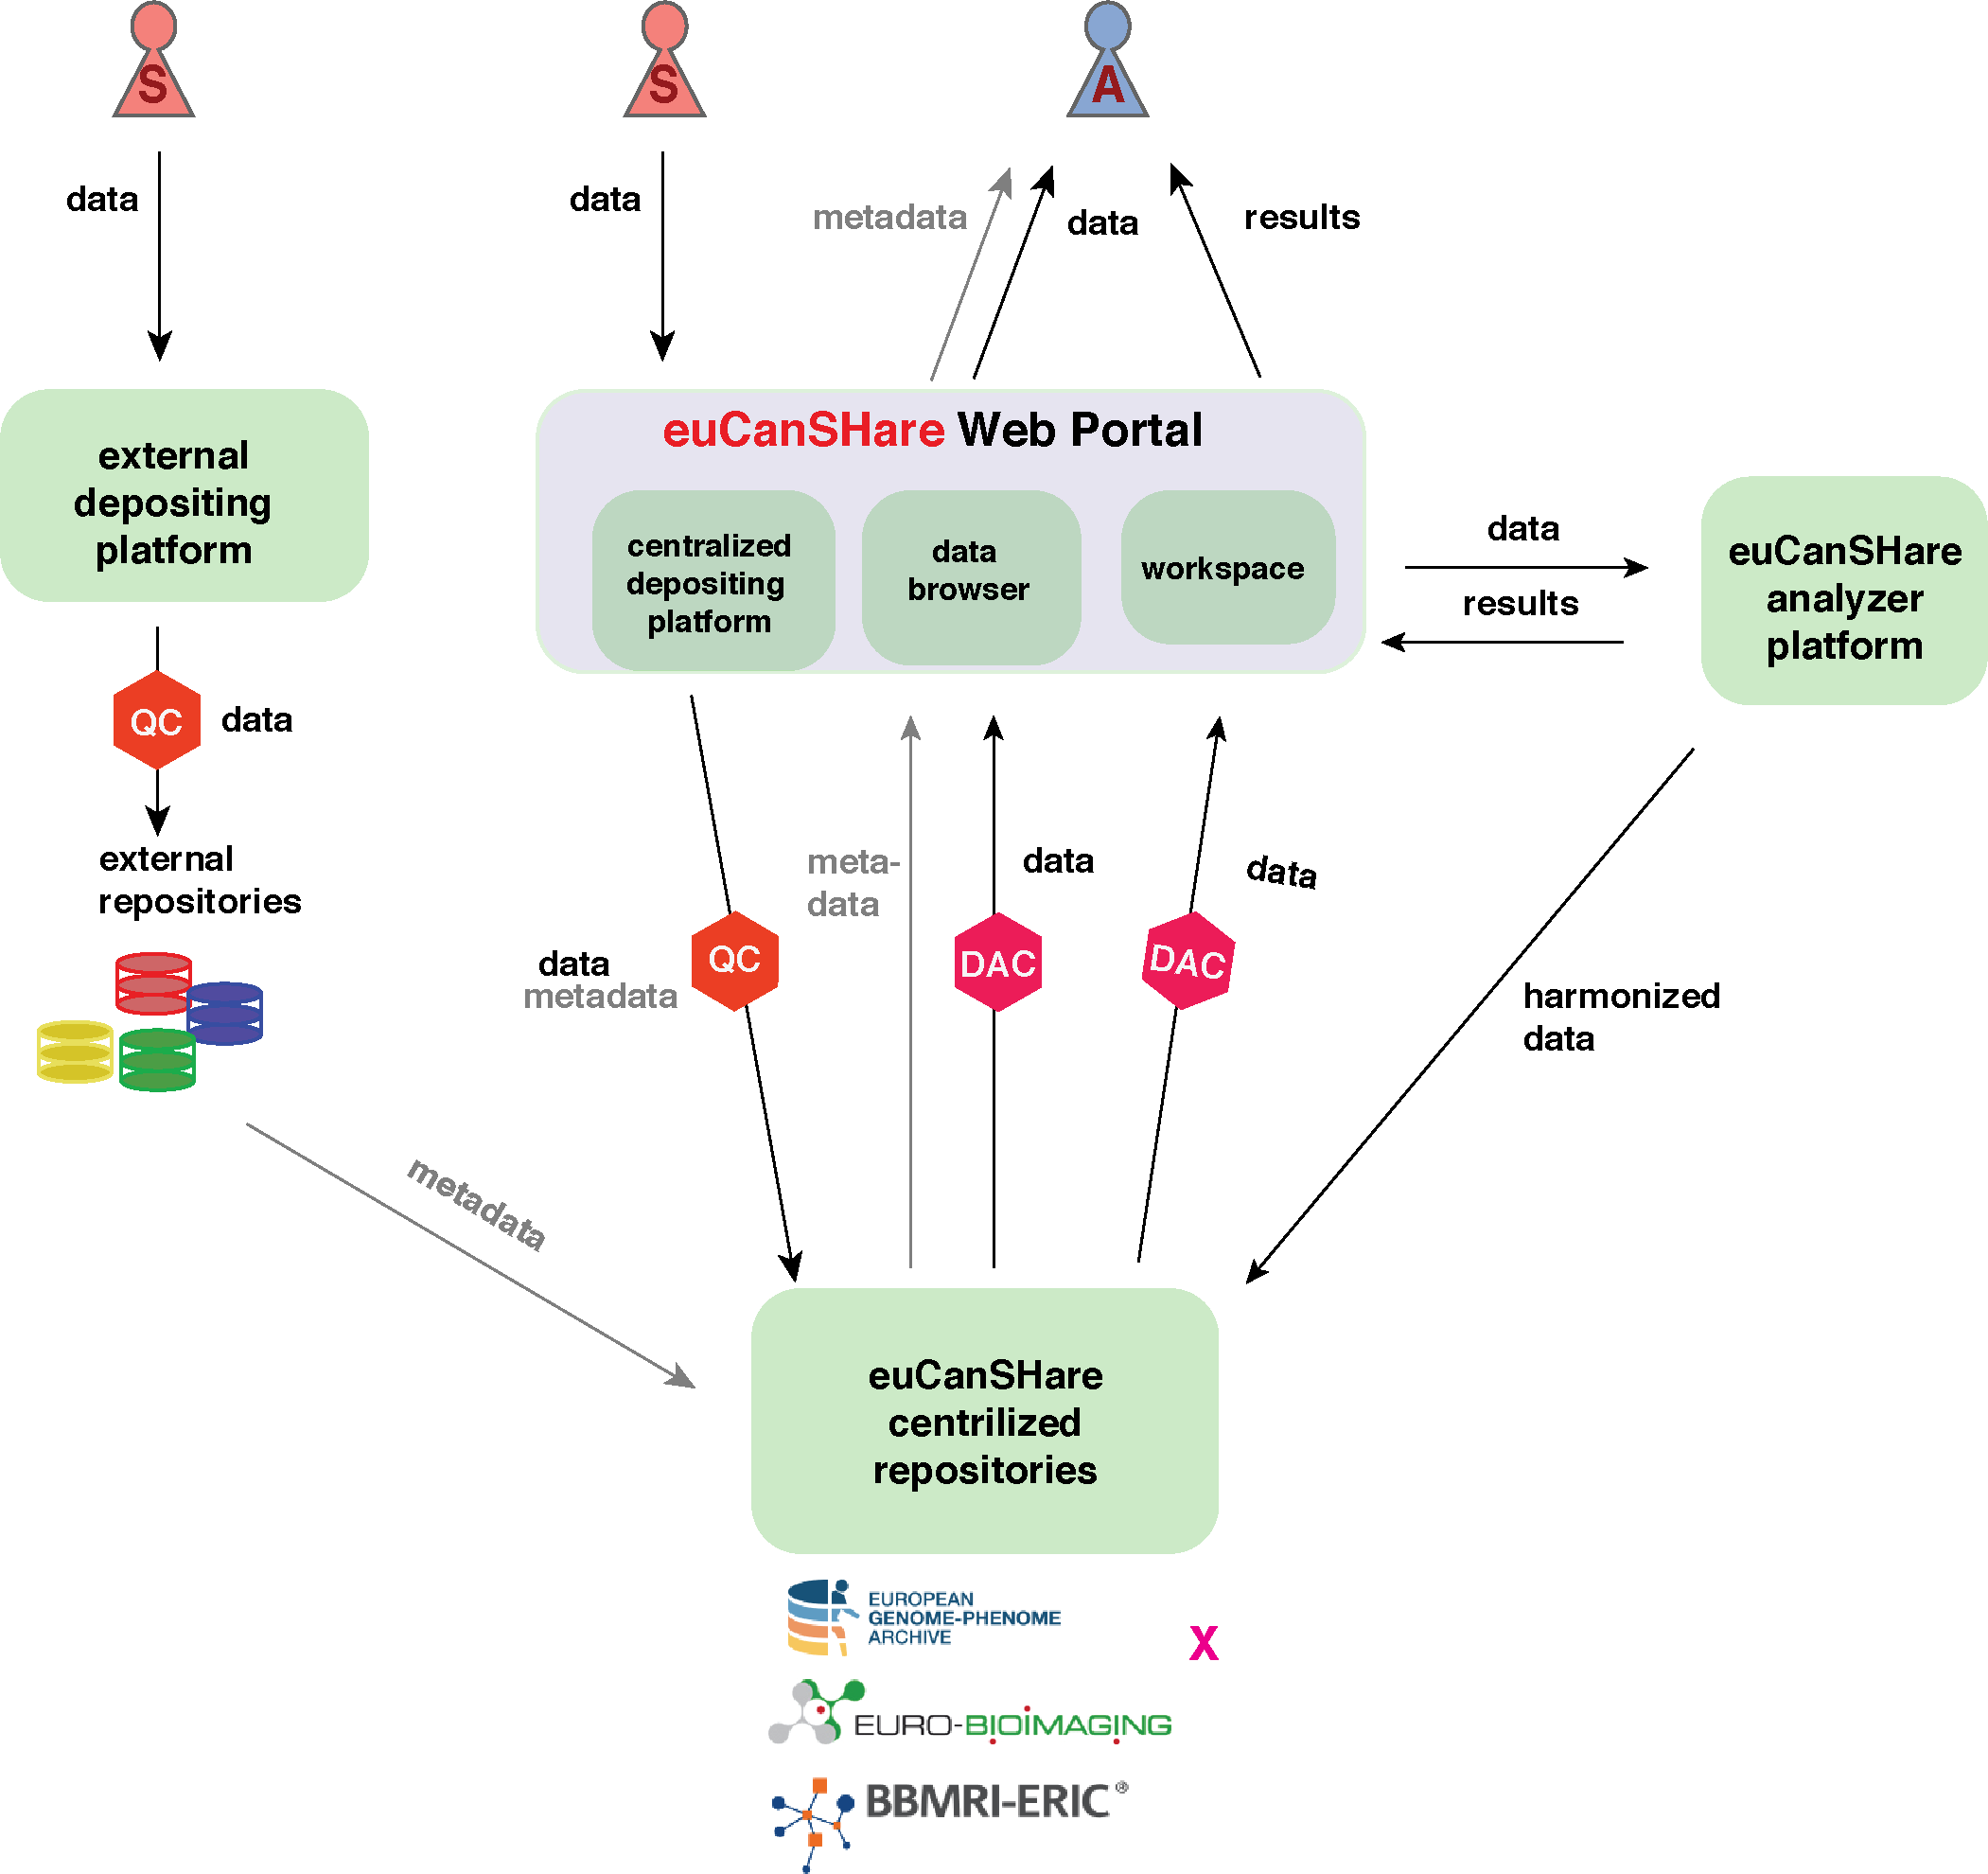 S
S
A
data
data
metadata
data
results
external
depositing
platform
euCanSHare Web Portal
centralized
depositing
platform
data
browser
workspace
data
results
euCanSHare
analyzer
platform
QC
data
external
repositories
meta-
data
data
data
QC
data
metadata
DAC
DAC
harmonized
data
metadata
euCanSHare
centrilized
repositories
EUROPEAN
GENOME-PHENOME
ARCHIVE
X
EURO-BIOIMAGING
BBMRI-ERIC®